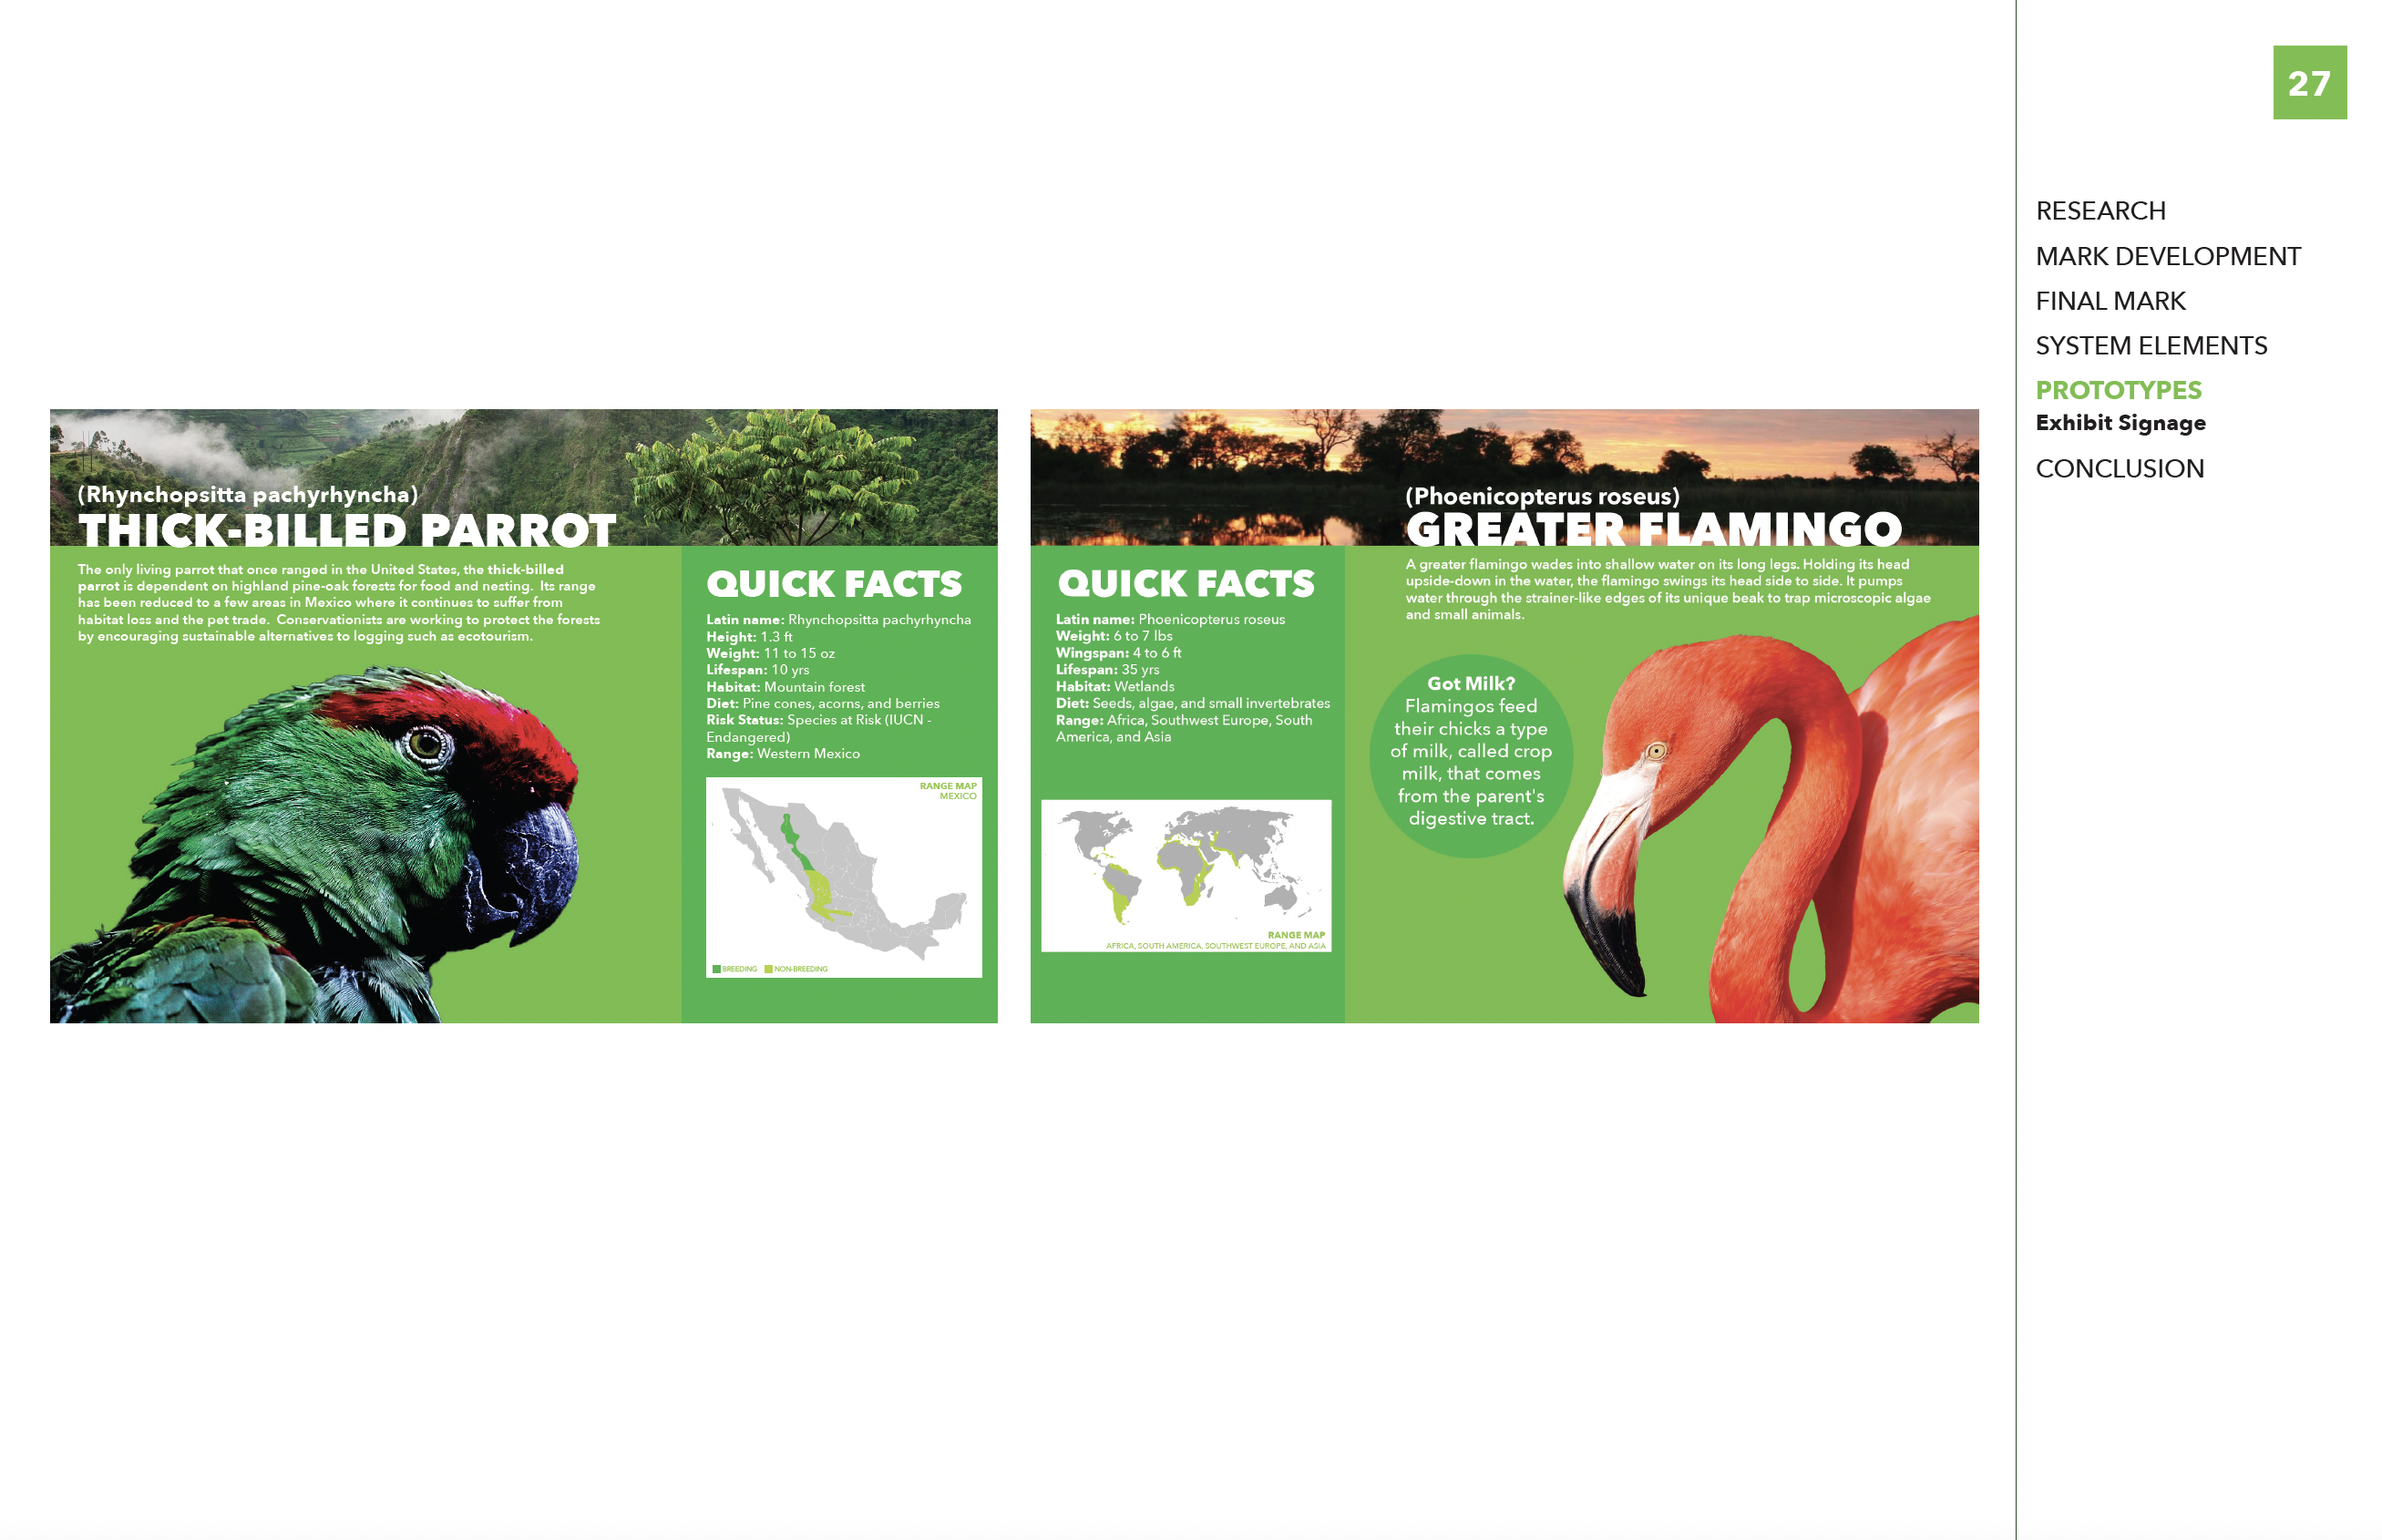 27
RESEARCH
MARK DEVELOPMENT
FINAL MARK
SYSTEM ELEMENTS
PROTOTYPES
Exhibit Signage
CONCLUSION
(Rhynchopsitta pachyrhyncha)
THICK-BILLED PARROT
The only living parrot that once ranged in the United States, the thick-billed
parrot is dependent on highland pine-oak forests for food and nesting.  Its range
has been reduced to a few areas in Mexico where it continues to suffer from
habitat loss and the pet trade.  Conservationists are working to protect the forests
by encouraging sustainable alternatives to logging such as ecotourism.
QUICK FACTS
Latin name: Rhynchopsitta pachyrhyncha
Height: 1.3 ft
Weight: 11 to 15 oz
Lifespan: 10 yrs
Habitat: Mountain forest
Diet: Pine cones, acorns, and berries
Risk Status: Species at Risk (IUCN -
Endangered)
Range: Western Mexico
RANGE MAP
MEXICO
BREEDING NON-BREEDING
(Phoenicopterus roseus)
GREATER FLAMINGO
QUICK FACTS
Latin name: Phoenicopterus roseus
Weight: 6 to 7 lbs
Wingspan: 4 to 6 ft
Lifespan: 35 yrs
Habitat: Wetlands
Diet: Seeds, algae, and small invertebrates
Range: Africa, Southwest Europe, South
America, and Asia
RANGE MAP
AFRICA, SOUTH AMERICA, SOUTHWEST EUROPE, AND ASIA
A greater flamingo wades into shallow water on its long legs. Holding its head
upside-down in the water, the flamingo swings its head side to side. It pumps
water through the strainer-like edges of its unique beak to trap microscopic algae
and small animals.
Got Milk?
Flamingos feed
their chicks a type
of milk, called crop
milk, that comes
from the parent's
digestive tract.